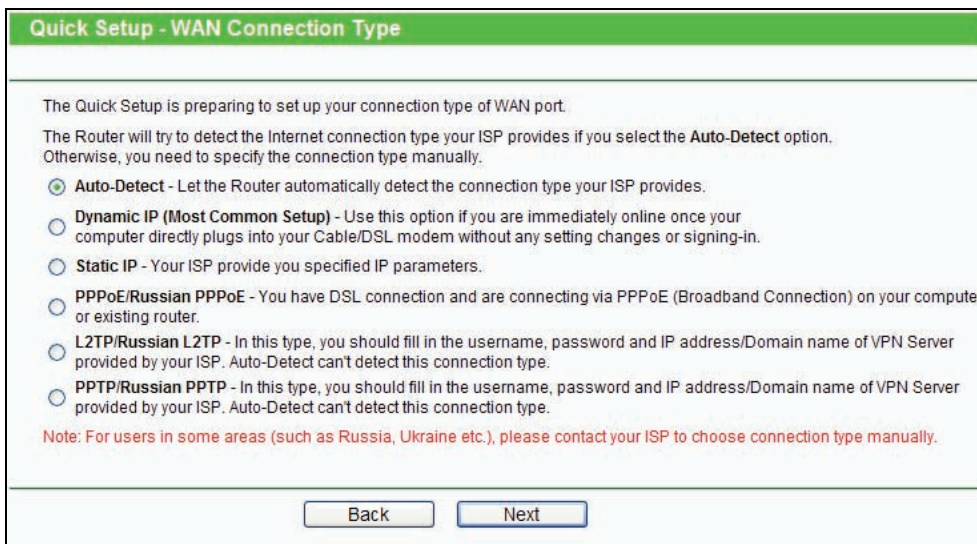 Quick Setup - WAN Connection Type
The Quick Setup is preparing to set up your connection type of WAN port.
The Router will try to detect the Internet connection type your ISP provides if you select the Auto-Detect option.
Otherwise, you need to specify the connection type manually.
Auto-Detect - Let the Router automatically detect the connection type your ISP provides.
Dynamic IP (Most Common Setup) - Use this option if you are immediately online once your
computer directly plugs into your Cable/DSL modem without any setting changes or signing-in.
Static IP - Your ISP provide you specified IP parameters.
PPPoE/Russian PPPoE - You have DSL connection and are connecting via PPPoE (Broadband Connection) on your compute
or existing router.
L2TP/Russian L2TP - In this type, you should fill in the username, password and IP address/Domain name of VPN Server
provided by your ISP. Auto-Detect can't detect this connection type.
PPTP/Russian PPTP - In this type, you should fill in the username, password and IP address/Domain name of VPN Server
provided by your ISP. Auto-Detect can't detect this connection type.
Note: For users in some areas (such as Russia, Ukraine etc.), please contact your ISP to choose connection type manually.
Back Next